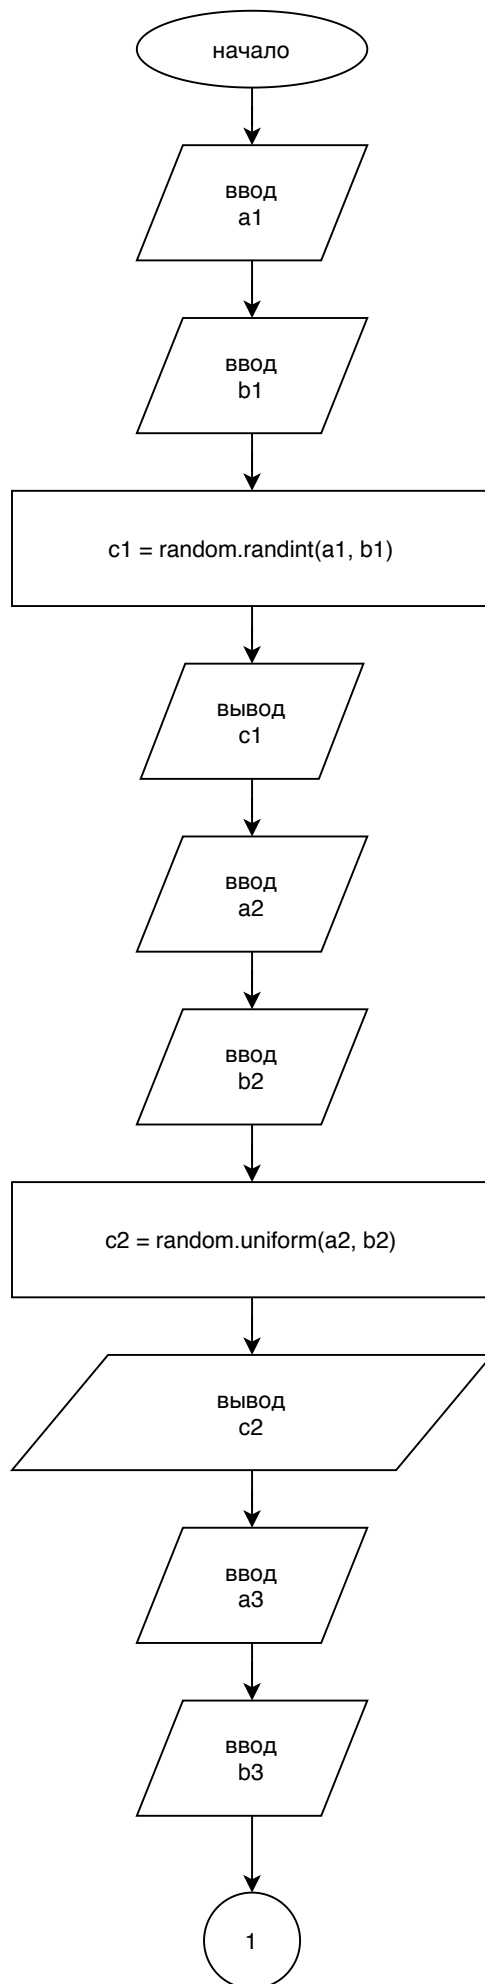 начало
ввод
a1
ввод
b1
c1 = random.randint(a1, b1)
вывод
c1
ввод
a2
ввод
b2
c2 = random.uniform(a2, b2)
вывод
c2
ввод
a3
ввод
b3
1